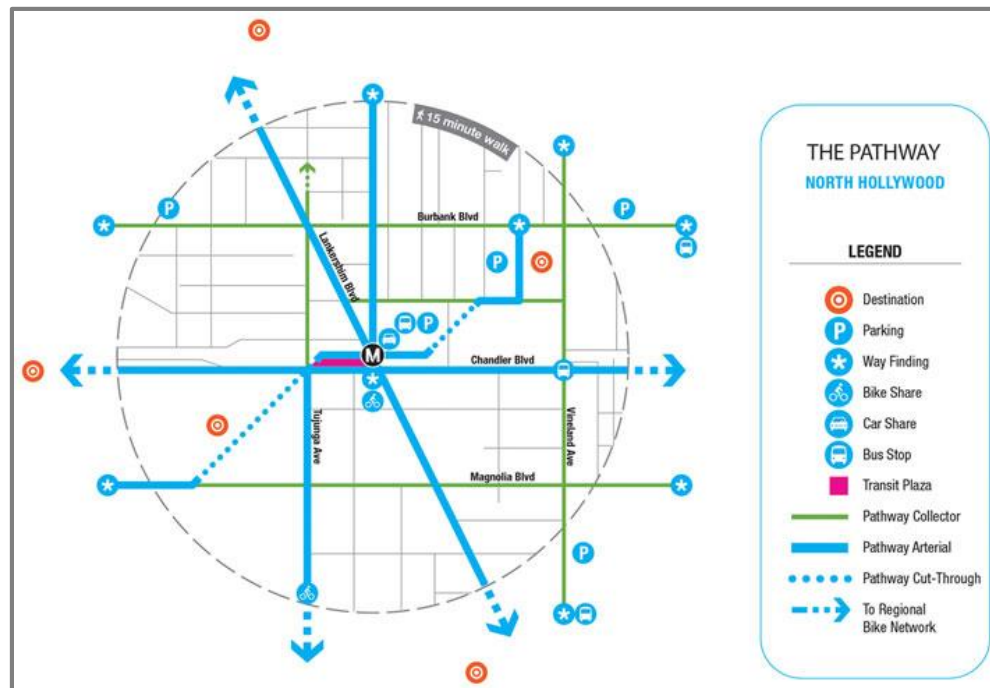 15 minute walk
P
P
Burbank Blvd
P
Lankershim Blvd
P
M
Chandler Blvd
Tujunga Ave
Vineland Ave
Magnolia Blvd
P
THE PATHWAY
NORTH HOLLYWOOD
LEGEND
Destination
P Parking
Way Finding
Bike Share
Car Share
Bus Stop
Transit Plaza
Pathway Collector
Pathway Arterial
Pathway Cut-Through
To Regional
Bike Network